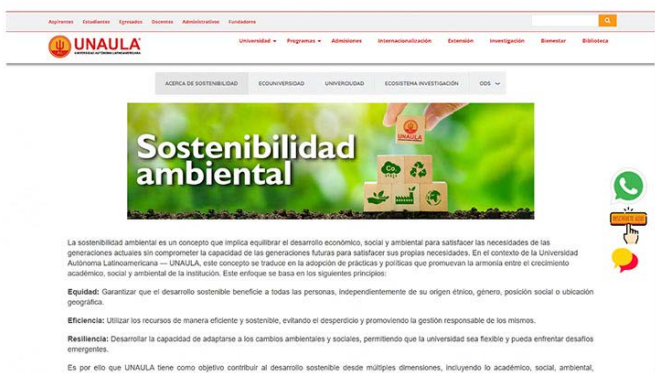 Aspirantes Estudiantes Egresados Docentes Administrativos Fundadores
UNAULA
UNIVERSIDAD AUTÓNOMA LATINOAMERICANA
Universidad Programas Admisiones Internacionalización Extensión Investigación Bienestar Biblioteca
ACERCA DE SOSTENIBILIDAD ECOUNIVERSIDAD UNIVERCIUDAD ECOSISTEMA INVESTIGACIÓN ODS
Sostenibilidad
ambiental
UNAULA
CO₂
La sostenibilidad ambiental es un concepto que implica equilibrar el desarrollo económico, social y ambiental para satisfacer las necesidades de las
generaciones actuales sin comprometer la capacidad de las generaciones futuras para satisfacer sus propias necesidades. En el contexto de la Universidad
Autónoma Latinoamericana — UNAULA, este concepto se traduce en la adopción de prácticas y políticas que promuevan la armonía entre el crecimiento
académico, social y ambiental de la institución. Este enfoque se basa en los siguientes principios:
Equidad: Garantizar que el desarrollo sostenible beneficie a todas las personas, independientemente de su origen étnico, género, posición social o ubicación
geográfica.
Eficiencia: Utilizar los recursos de manera eficiente y sostenible, evitando el desperdicio y promoviendo la gestión responsable de los mismos.
Resiliencia: Desarrollar la capacidad de adaptarse a los cambios ambientales y sociales, permitiendo que la universidad sea flexible y pueda enfrentar desafíos
emergentes.
Es por ello que UNAULA tiene como objetivo contribuir al desarrollo sostenible desde múltiples dimensiones, incluyendo lo académico, social, ambiental,